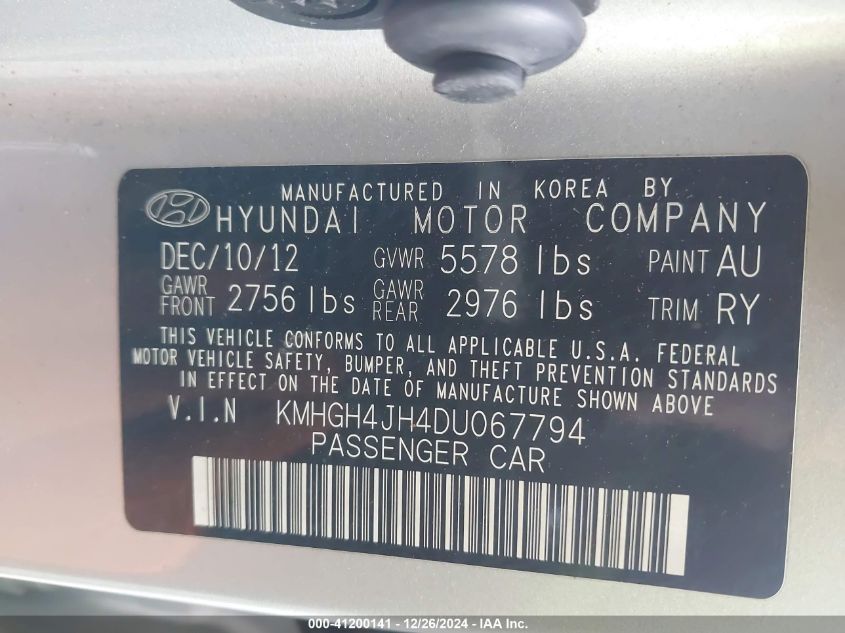 MANUFACTURED IN KOREA BY
HYUNDAI MOTOR COMPANY
DEC/10/12 GVWR 5578 lbs PAINT AU
GAWR FRONT 2756 lbs GAWR REAR 2976 lbs TRIM RY
THIS VEHICLE CONFORMS TO ALL APPLICABLE U.S.A. FEDERAL
MOTOR VEHICLE SAFETY, BUMPER, AND THEFT PREVENTION STANDARDS
IN EFFECT ON THE DATE OF MANUFACTURE SHOWN ABOVE
V.I.N KMHGH4JH4DU067794
PASSENGER CAR
000-41200141 - 12/26/2024 - IAA Inc.